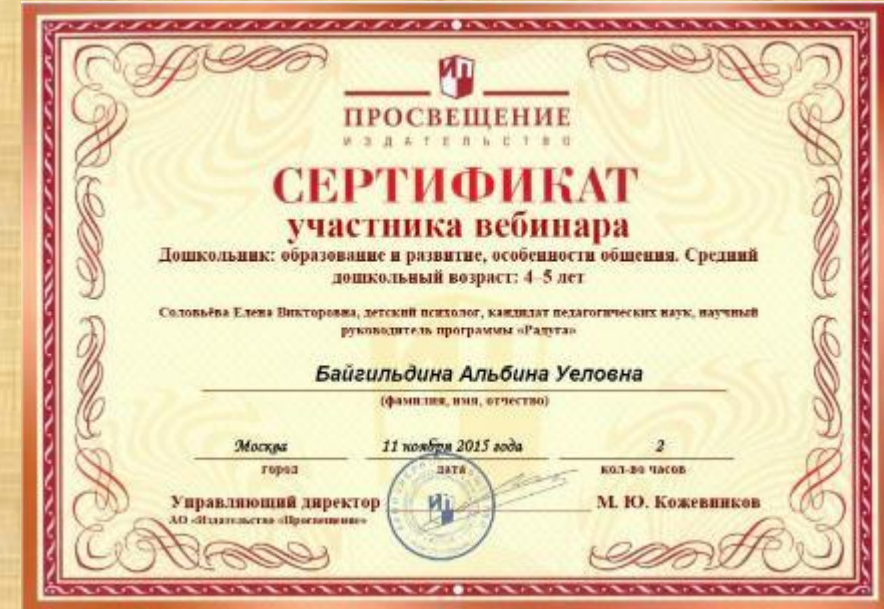 ИП
ПРОСВЕЩЕНИЕ
ИЗДАТЕЛЬСТВО
СЕРТИФИКАТ
участника вебинара
Дошкольник: образование и развитие, особенности общения. Средний
дошкольный возраст: 4–5 лет
Соловьёва Елена Викторовна, детский психолог, кандидат педагогических наук, научный
руководитель программы «Радуга»
Байгильдина Альбина Уеловна
(фамилия, имя, отчество)
Москва 11 ноября 2015 года 2
город дата кол-во часов
Управляющий директор М. Ю. Кожевников
АО «Издательство «Просвещение»
ИП